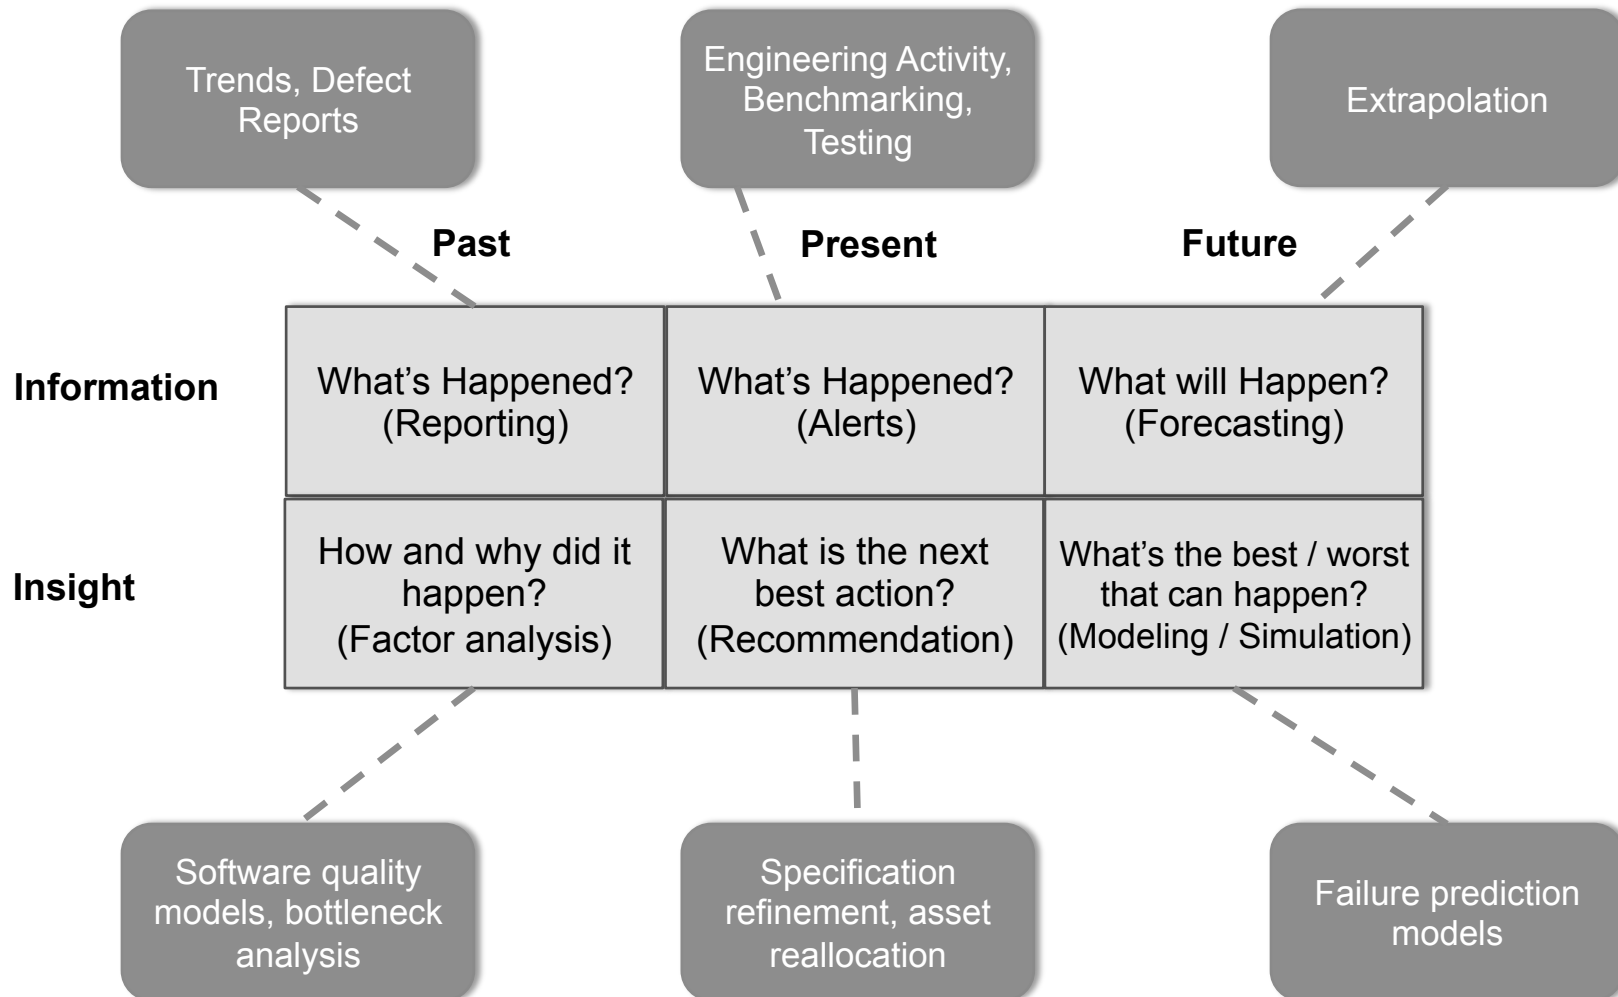 Trends, Defect
Reports
Engineering Activity,
Benchmarking,
Testing
Extrapolation
Past
Present
Future
Information
What’s Happened?
(Reporting)
What’s Happened?
(Alerts)
What will Happen?
(Forecasting)
Insight
How and why did it
happen?
(Factor analysis)
What is the next
best action?
(Recommendation)
What’s the best / worst
that can happen?
(Modeling / Simulation)
Software quality
models, bottleneck
analysis
Specification
refinement, asset
reallocation
Failure prediction
models